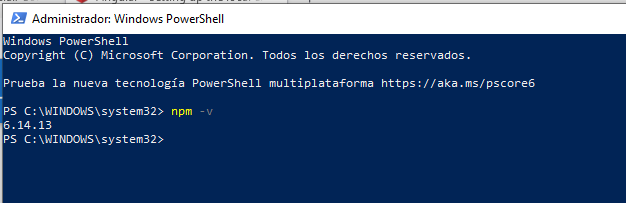 Administrador: Windows PowerShell
Windows PowerShell
Copyright (C) Microsoft Corporation. Todos los derechos reservados.
Prueba la nueva tecnología PowerShell multiplataforma https://aka.ms/pscore6
PS C:\WINDOWS\system32> npm -v
6.14.13
PS C:\WINDOWS\system32>